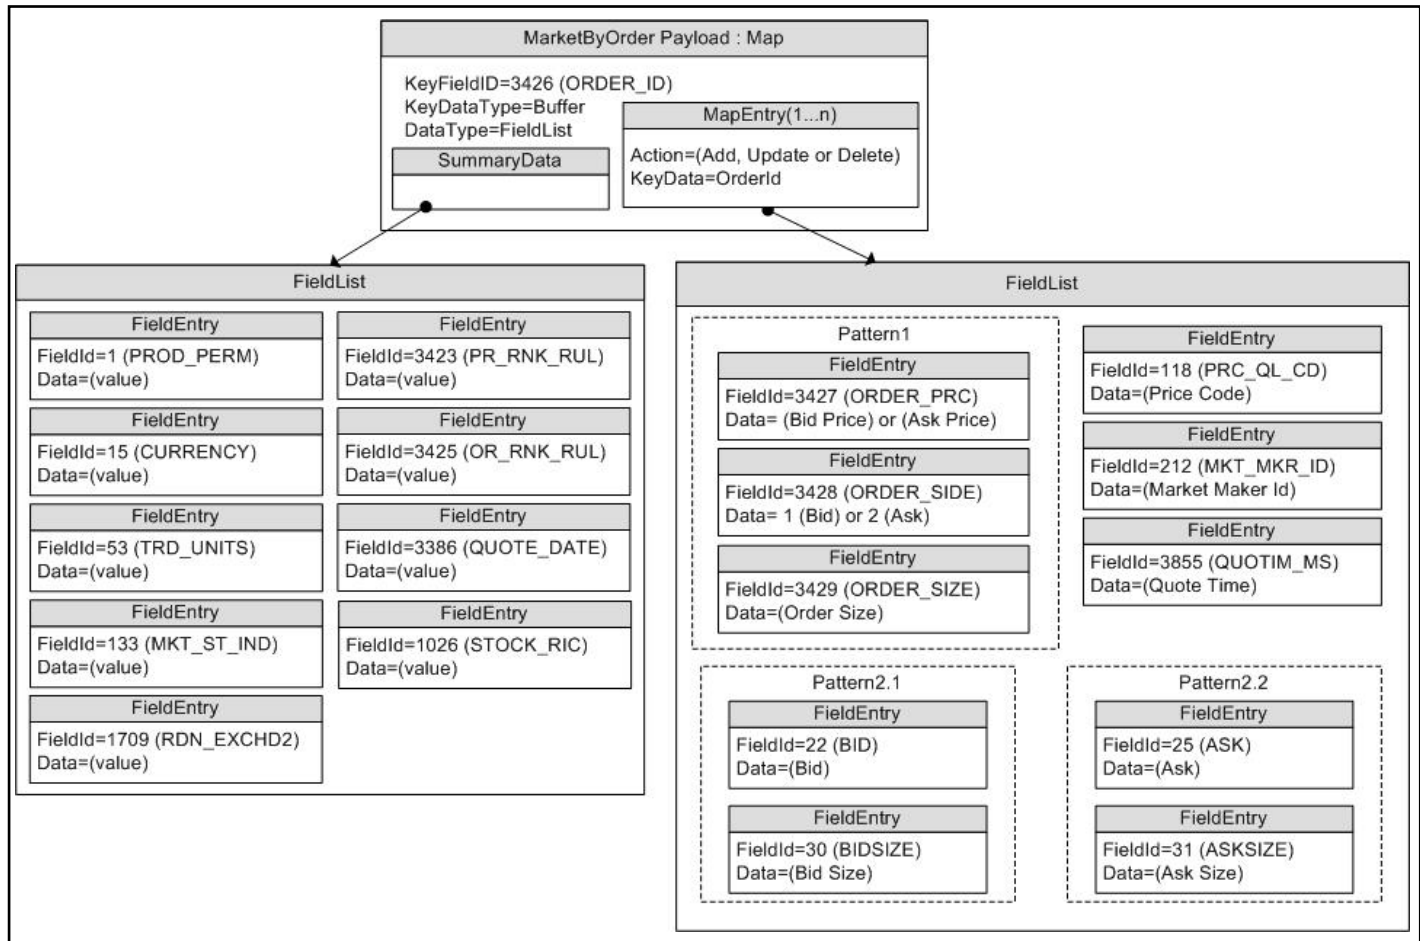 MarketByOrder Payload : Map
KeyFieldID=3426 (ORDER_ID)
KeyDataType=Buffer
DataType=FieldList
SummaryData
MapEntry(1...n)
Action=(Add, Update or Delete)
KeyData=OrderId
FieldList
FieldEntry
FieldId=1 (PROD_PERM)
Data=(value)
FieldEntry
FieldId=15 (CURRENCY)
Data=(value)
FieldEntry
FieldId=53 (TRD_UNITS)
Data=(value)
FieldEntry
FieldId=133 (MKT_ST_IND)
Data=(value)
FieldEntry
FieldId=1709 (RDN_EXCHD2)
Data=(value)
FieldEntry
FieldId=3423 (PR_RNK_RUL)
Data=(value)
FieldEntry
FieldId=3425 (OR_RNK_RUL)
Data=(value)
FieldEntry
FieldId=3386 (QUOTE_DATE)
Data=(value)
FieldEntry
FieldId=1026 (STOCK_RIC)
Data=(value)
FieldList
Pattern1
FieldEntry
FieldId=3427 (ORDER_PRC)
Data= (Bid Price) or (Ask Price)
FieldEntry
FieldId=3428 (ORDER_SIDE)
Data= 1 (Bid) or 2 (Ask)
FieldEntry
FieldId=3429 (ORDER_SIZE)
Data=(Order Size)
FieldEntry
FieldId=118 (PRC_QL_CD)
Data=(Price Code)
FieldEntry
FieldId=212 (MKT_MKR_ID)
Data=(Market Maker Id)
FieldEntry
FieldId=3855 (QUOTIM_MS)
Data=(Quote Time)
Pattern2.1
FieldEntry
FieldId=22 (BID)
Data=(Bid)
FieldEntry
FieldId=30 (BIDSIZE)
Data=(Bid Size)
Pattern2.2
FieldEntry
FieldId=25 (ASK)
Data=(Ask)
FieldEntry
FieldId=31 (ASKSIZE)
Data=(Ask Size)